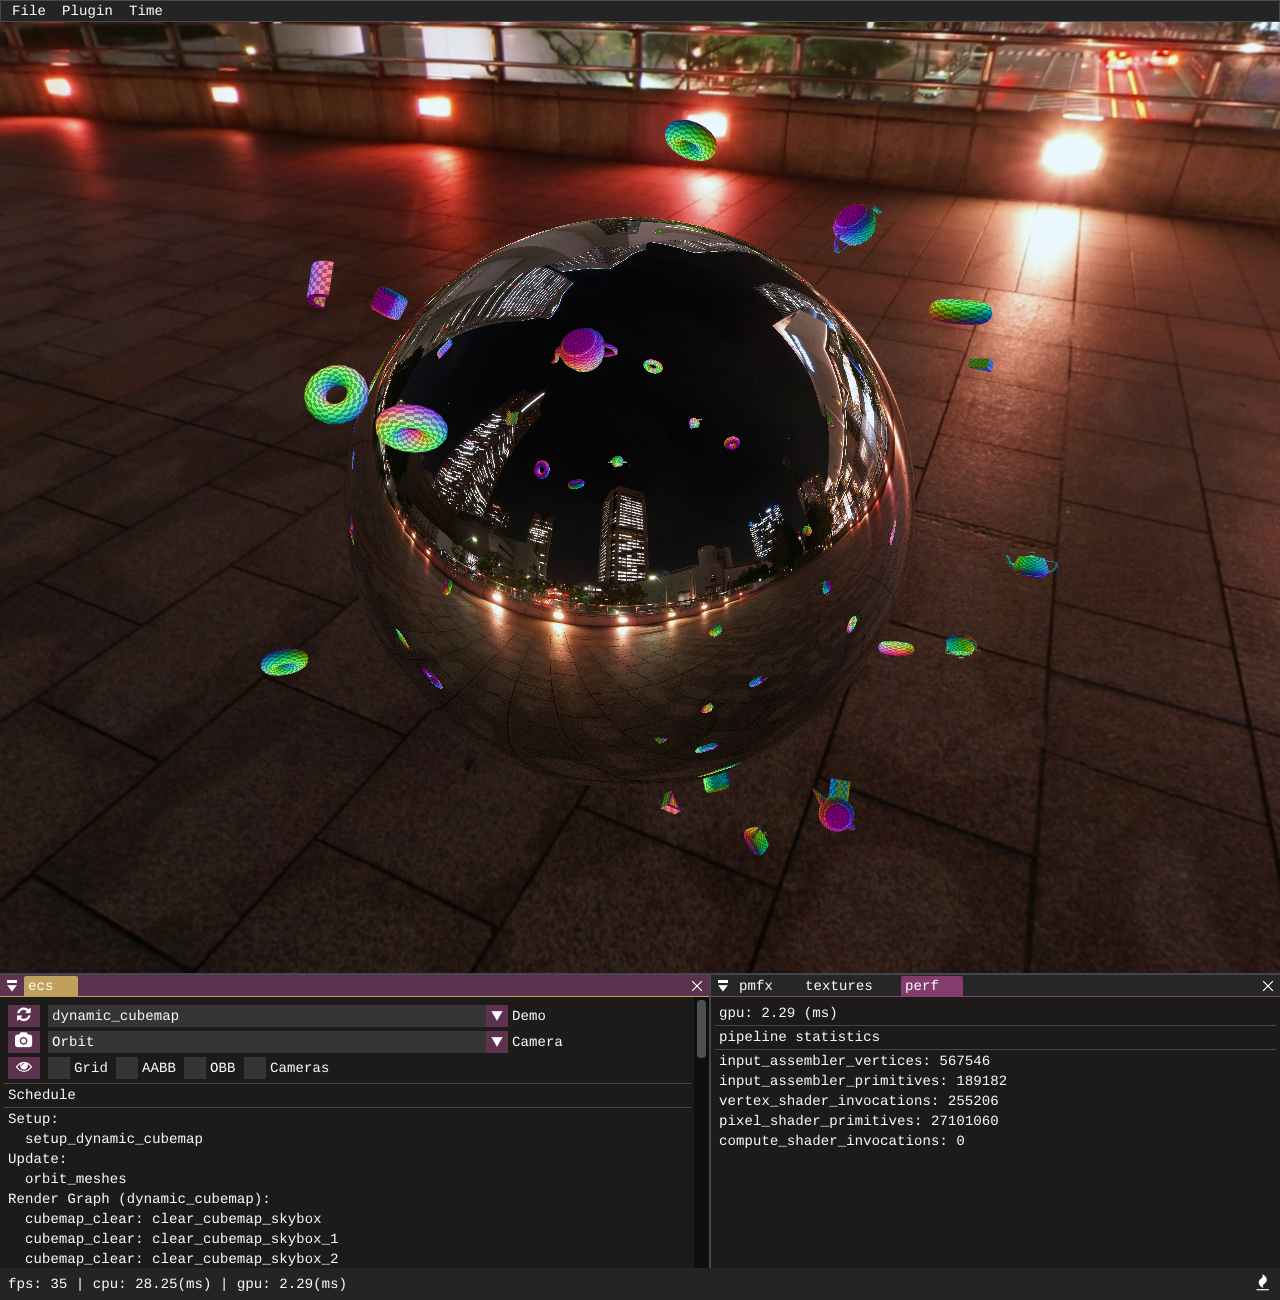 File Plugin Time
ecs
dynamic_cubemap Demo
Orbit Camera
Grid AABB OBB Cameras
Schedule
Setup:
setup_dynamic_cubemap
Update:
orbit_meshes
Render Graph (dynamic_cubemap):
cubemap_clear: clear_cubemap_skybox
cubemap_clear: clear_cubemap_skybox_1
cubemap_clear: clear_cubemap_skybox_2
pmfx textures perf
gpu: 2.29 (ms)
pipeline statistics
input_assembler_vertices: 567546
input_assembler_primitives: 189182
vertex_shader_invocations: 255206
pixel_shader_primitives: 27101060
compute_shader_invocations: 0
fps: 35 | cpu: 28.25(ms) | gpu: 2.29(ms)